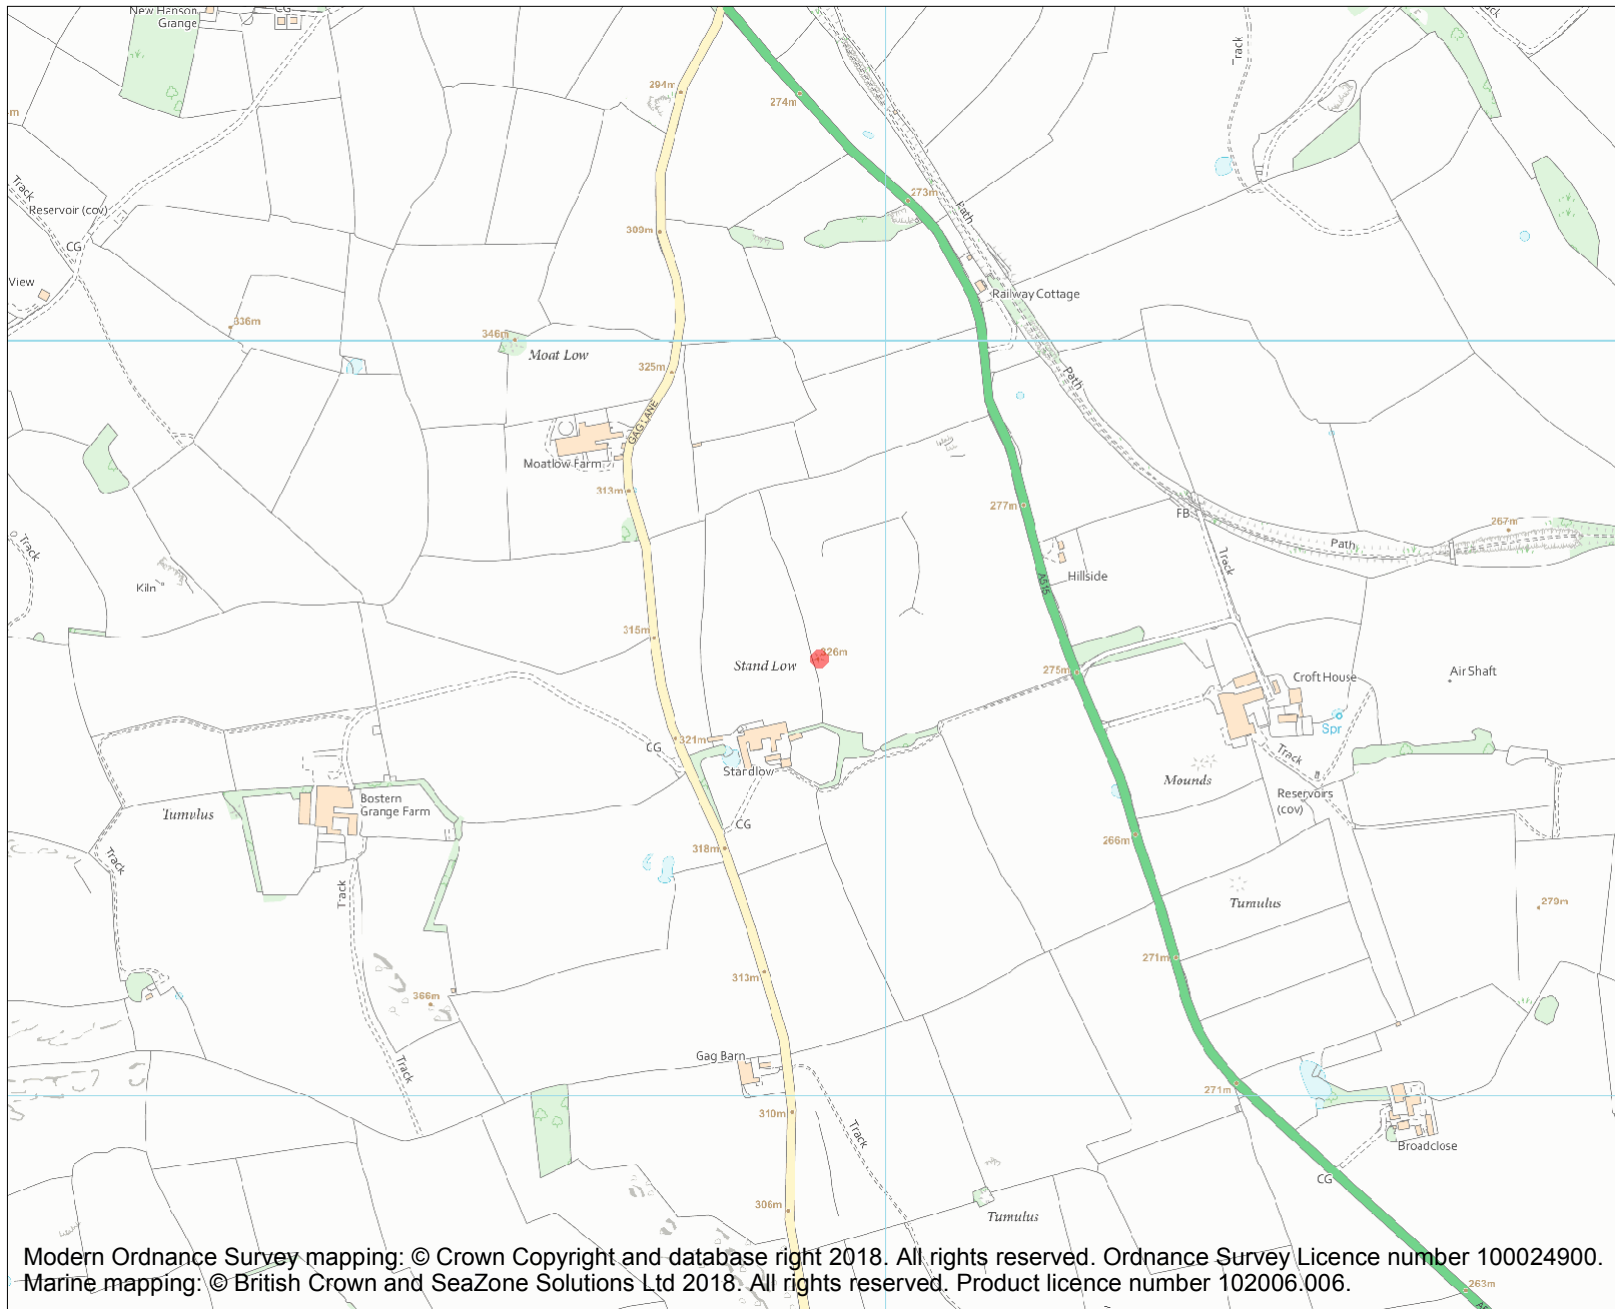 New Hanson
Grange
CG
Track
294m
274m
Track
Reservoir (cov)
CG
View
336m
309m
273m
Path
Railway Cottage
346m
Moat Low
325m
GAG LANE
Moatlow Farm
313m
Path
277m
FB
267m
Path
Track
Track
Kiln
Hillside
A515
315m
326m
Stand Low
275m
Croft House
Air Shaft
Spr
CG
321m
Standlow
Track
Mounds
Reservoirs
(cov)
Bostern
Grange Farm
Tumulus
CG
318m
266m
Track
Track
Tumulus
279m
313m
271m
366m
Gag Barn
Track
271m
310m
Track
Broadclose
CG
306m
Tumulus
263m
Modern Ordnance Survey mapping: © Crown Copyright and database right 2018. All rights reserved. Ordnance Survey Licence number 100024900.
Marine mapping: © British Crown and SeaZone Solutions Ltd 2018. All rights reserved. Product licence number 102006.006.